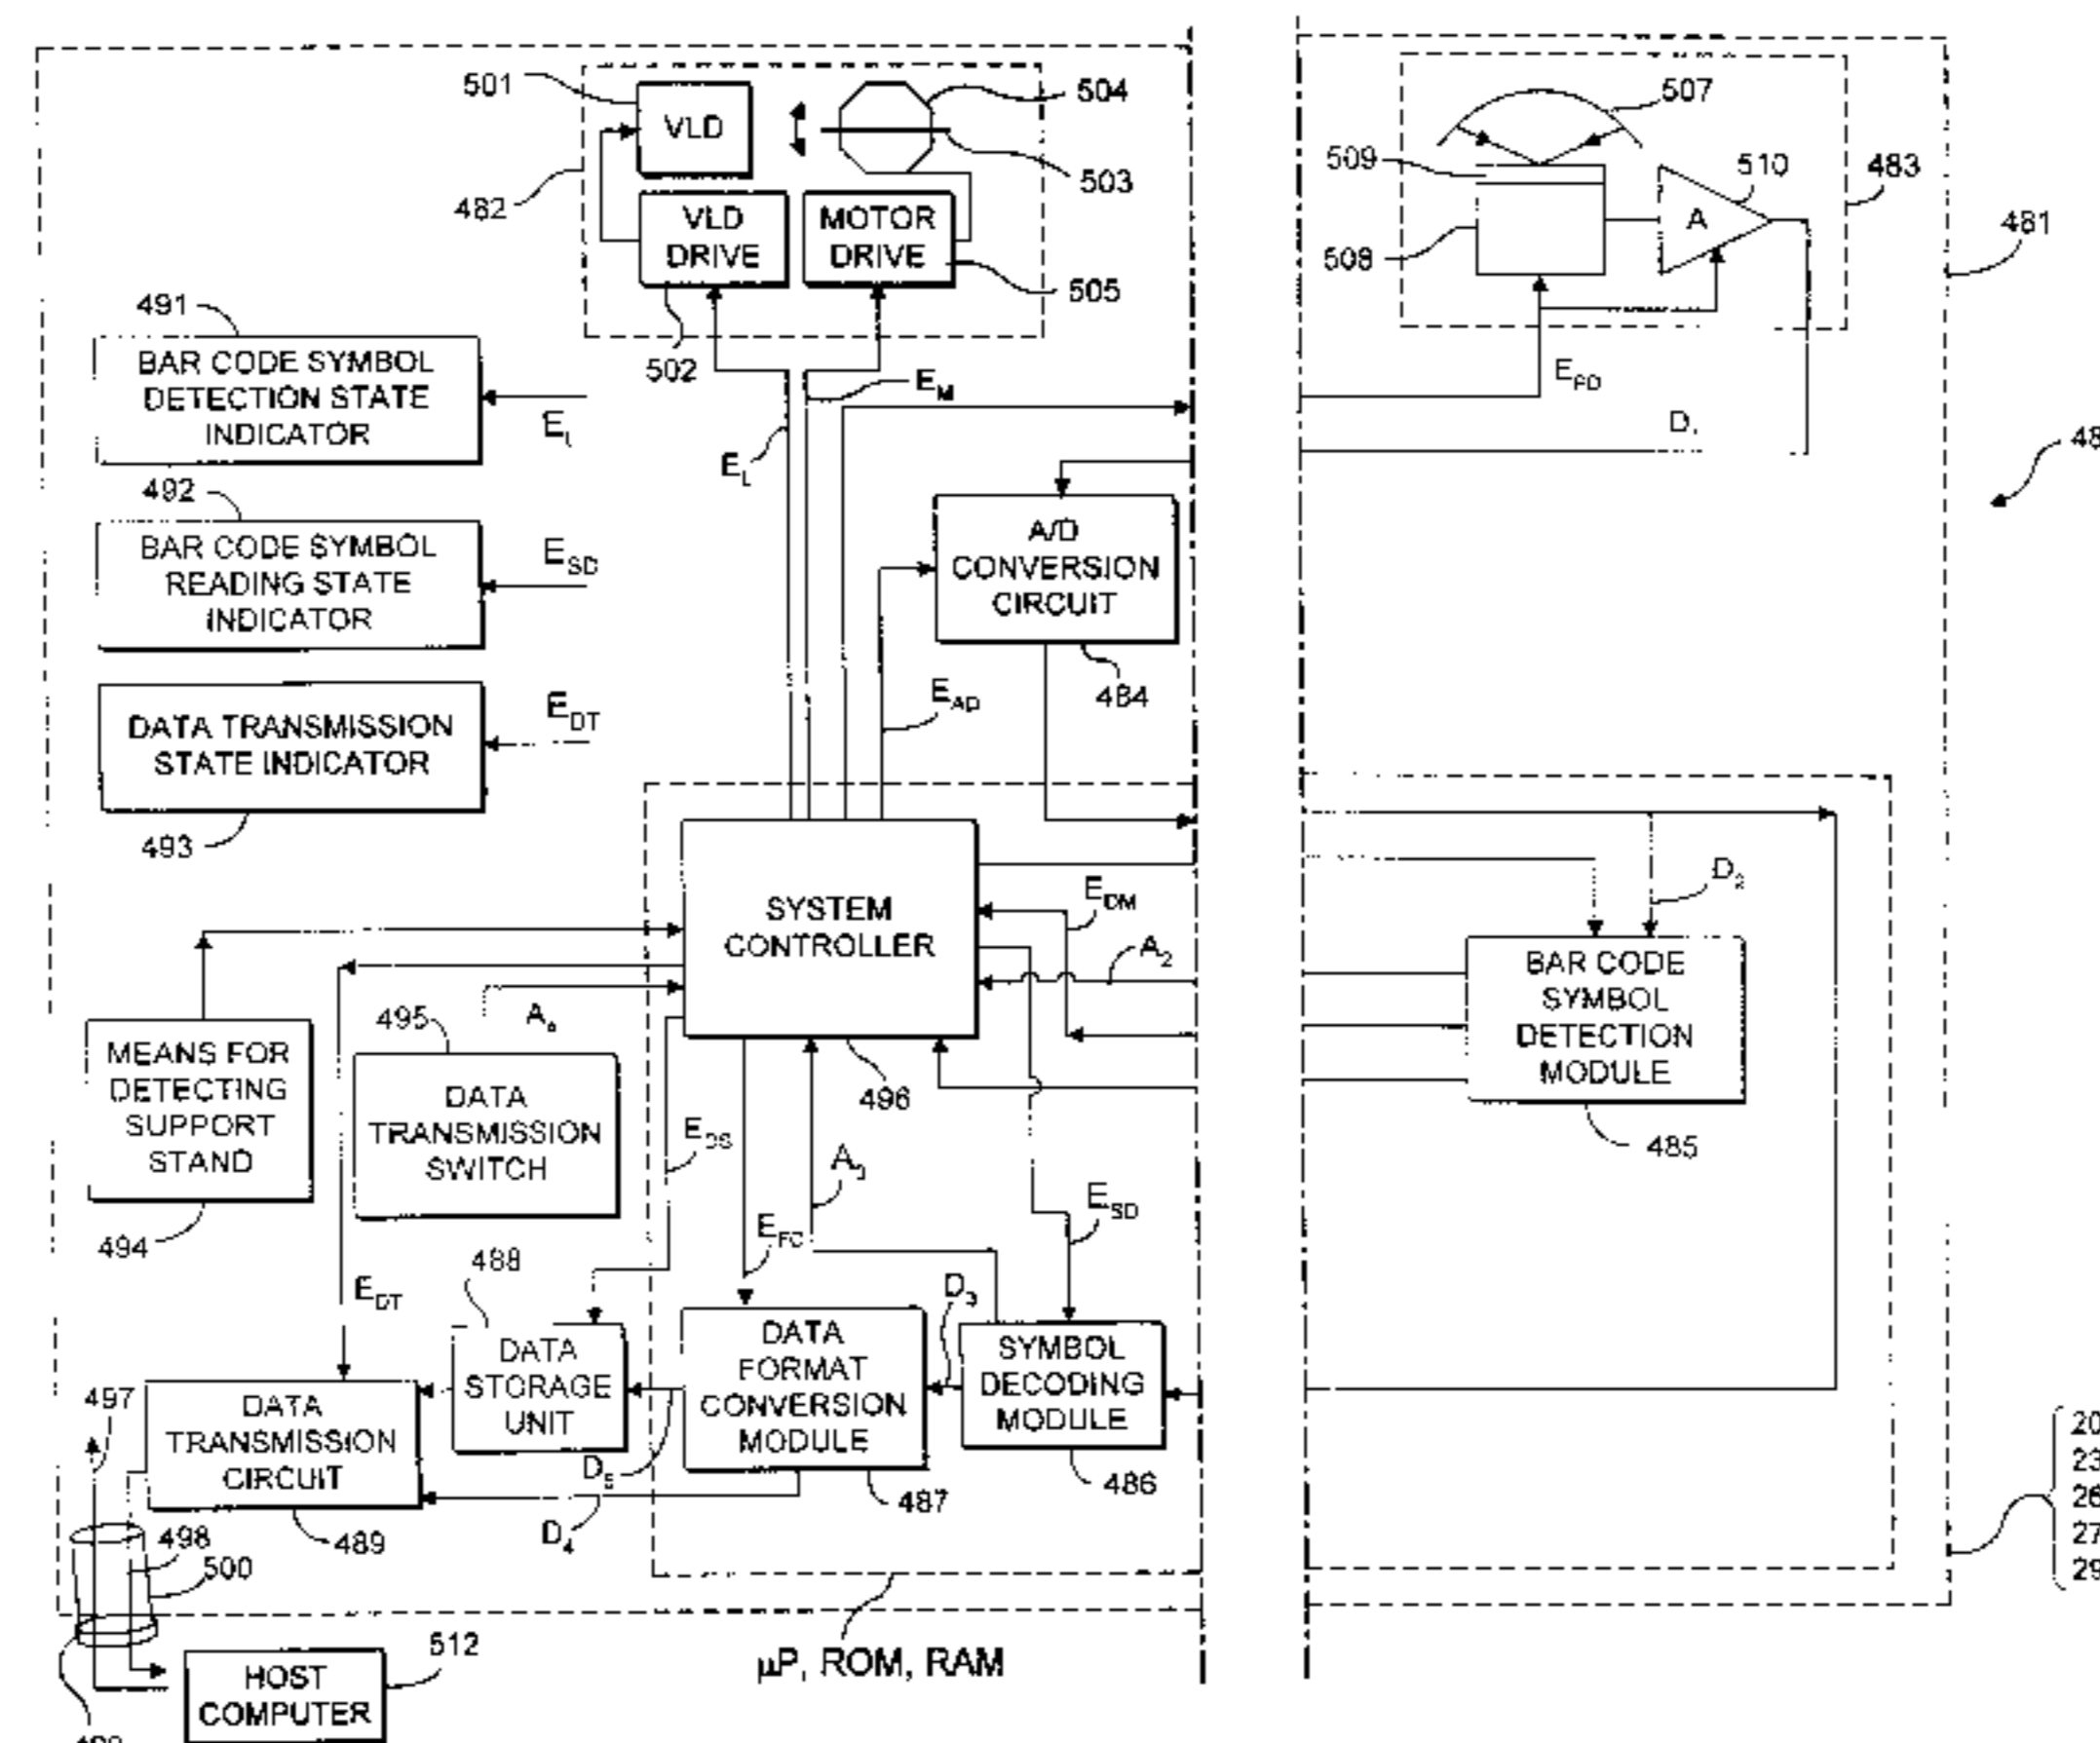 501
VLD
504
503
482
VLD
DRIVE
MOTOR
DRIVE
505
502
507
509
510
483
A
508
481
491
BAR CODE SYMBOL
DETECTION STATE
INDICATOR
E_L
E_M
E_L
E_PD
492
BAR CODE SYMBOL
READING STATE
INDICATOR
E_SD
A/D
CONVERSION
CIRCUIT
484
E_AD
DATA TRANSMISSION
STATE INDICATOR
E_DT
493
SYSTEM
CONTROLLER
E_DM
A_2
496
D_2
BAR CODE
SYMBOL
DETECTION
MODULE
485
MEANS FOR
DETECTING
SUPPORT
STAND
494
495
DATA
TRANSMISSION
SWITCH
E_DS
A_3
E_FC
E_SD
488
E_DT
D_3
DATA
STORAGE
UNIT
DATA
FORMAT
CONVERSION
MODULE
SYMBOL
DECODING
MODULE
497
DATA
TRANSMISSION
CIRCUIT
D_5
487
486
D_4
489
498
500
20
23
26
27
29
512
HOST
COMPUTER
µP, ROM, RAM